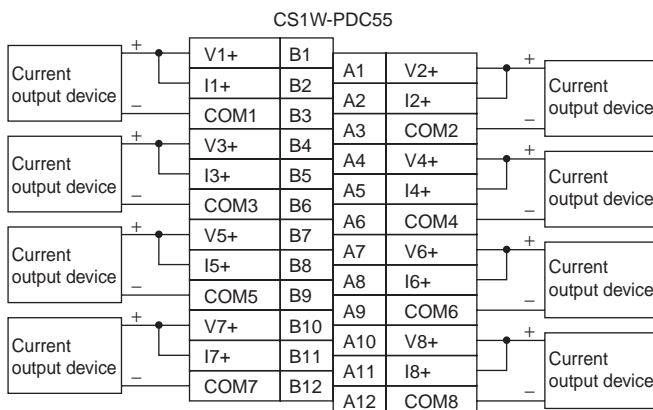 CS1W-PDC55
+
V1+ B1
Current
output device
I1+ B2
–
COM1 B3
+
V3+ B4
Current
output device
I3+ B5
–
COM3 B6
+
V5+ B7
Current
output device
I5+ B8
–
COM5 B9
+
V7+ B10
Current
output device
I7+ B11
–
COM7 B12
A1 V2+
+
A2 I2+
Current
output device
A3 COM2
–
A4 V4+
+
A5 I4+
Current
output device
A6 COM4
–
A7 V6+
+
A8 I6+
Current
output device
A9 COM6
–
A10 V8+
+
A11 I8+
Current
output device
A12 COM8
–